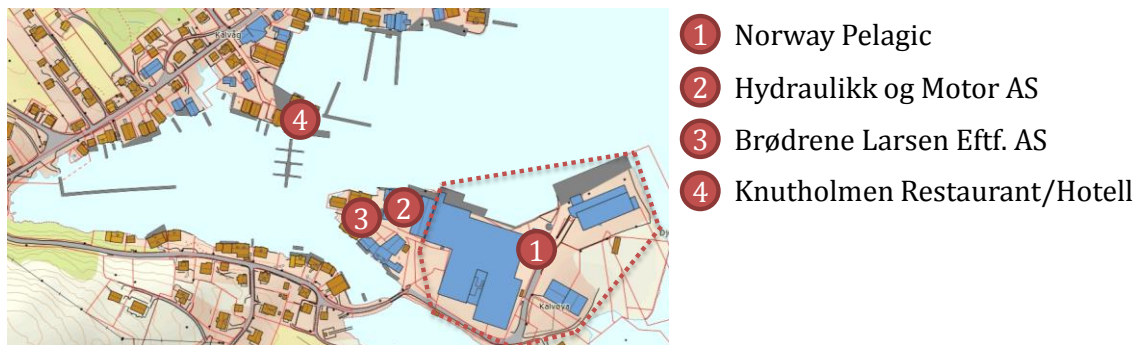 Kalvåg
4
3
2
1
Kalvøya
1 Norway Pelagic
2 Hydraulikk og Motor AS
3 Brødrene Larsen Eftf. AS
4 Knutholmen Restaurant/Hotell